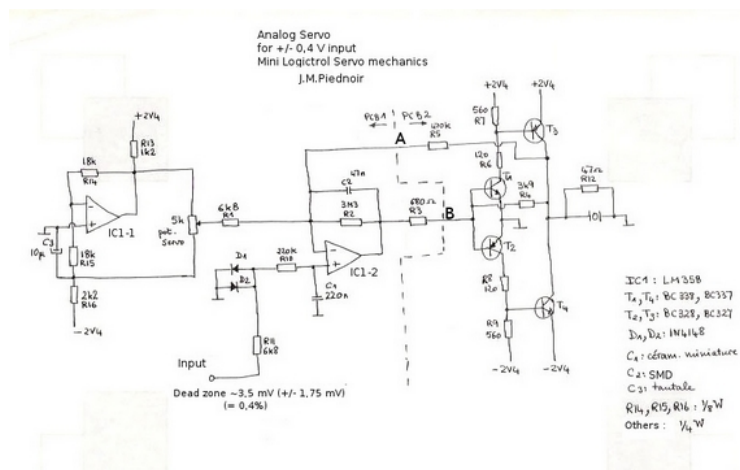 Analog Servo
for +/- 0,4 V input
Mini Logictrol Servo mechanics
J.M.Piednoir
+2V4
R13
1k2
18k
R14
C3
10µ
IC1-1
18k
R15
2k2
R16
-2V4
5k
pot.
servo
6k8
R1
47n
C2
3M3
R2
IC1-2
D1
D2
220k
R10
C1
220n
R11
6k8
Input
Dead zone ~3,5 mV (+/- 1,75 mV)
(= 0,4%)
PCB1
PCB2
A
R5
680Ω
R3
B
+2V4
+2V4
560
R7
T3
120
R6
T1
3k9
R4
T2
47Ω
R12
R8
120
T4
R9
560
-2V4
-2V4
IC1 : LM358
T1, T4 : BC338, BC337
T2, T3 : BC328, BC327
D1, D2 : 1N4148
C1 : céram. miniature
C2 : SMD
C3 : tantale
R14, R15, R16 : 1/8 W
Others : 1/4 W